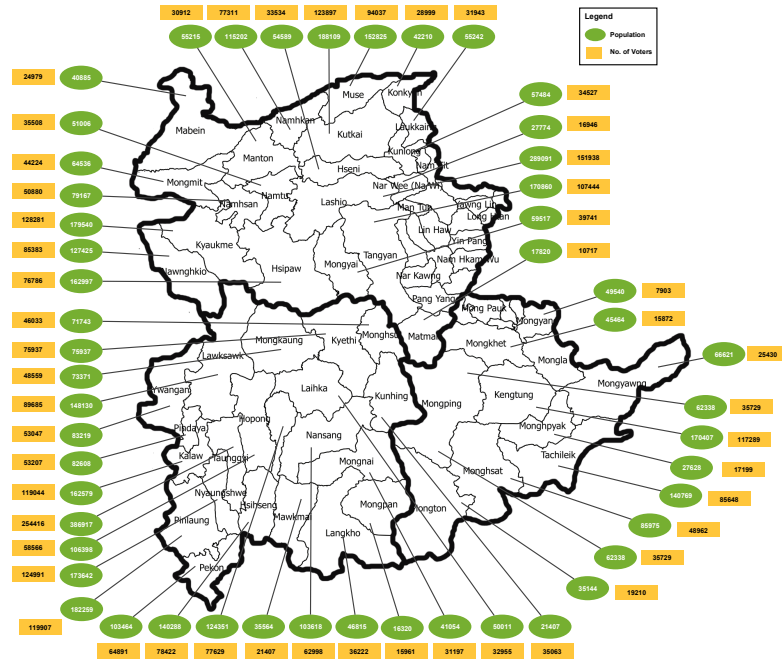 30912 77311 33534 123897 94037 28999 31943
Legend
Population
No. of Voters
55215 115202 54589 188109 152825 42210 55242
24979 40885
35508 51006
44224 64536
50880 79167
128281 179540
85383 127425
76786 162997
46033 71743
75937 75937
48559 73371
89685 148130
53047 83219
53207 82608
119044 162579
254416 386917
58566 106398
124991 173642
182259
119907
57484 34527
27774 16946
289091 151938
170860 107444
59517 39741
17820 10717
49540 7903
45464 15872
66621 25430
62338 35729
170407 117289
27628 17199
140769
85648
85975
48962
62338 35729
35144 19210
Mabein
Muse
Konkyan
Namhkan
Kutkai
Laukkaing
Manton
Kunlong
Hseni
Mongmit
Namtu
Nar Wee (Na Wi)
Namhsan
Lashio
Man Tun
Lin Haw
Yin Pang
Kyaukme
Tangyan
Nam Hkam Wu
Nawnghkio
Hsipaw
Mongyai
Nar Kawng
Pang Yang
Mong Pauk
Mongyang
Matman
Monghsu
Mongkaung
Kyethi
Lawksawk
Mongkhet
Mongla
Mongyawng
Ywangan
Laihka
Kunhing
Mongping
Kengtung
Pindaya
Hopong
Monghpyak
Nansang
Kalaw
Taunggyi
Tachileik
Mongnai
Monghsat
Nyaungshwe
Hsihseng
Mawkmai
Mongpan
Mongton
Pinlaung
Langkho
Pekon
103464 140288 124351 35564 103618 46815 16320 41054 50011 21407
64891 78422 77629 21407 62998 36222 15961 31197 32955 35063